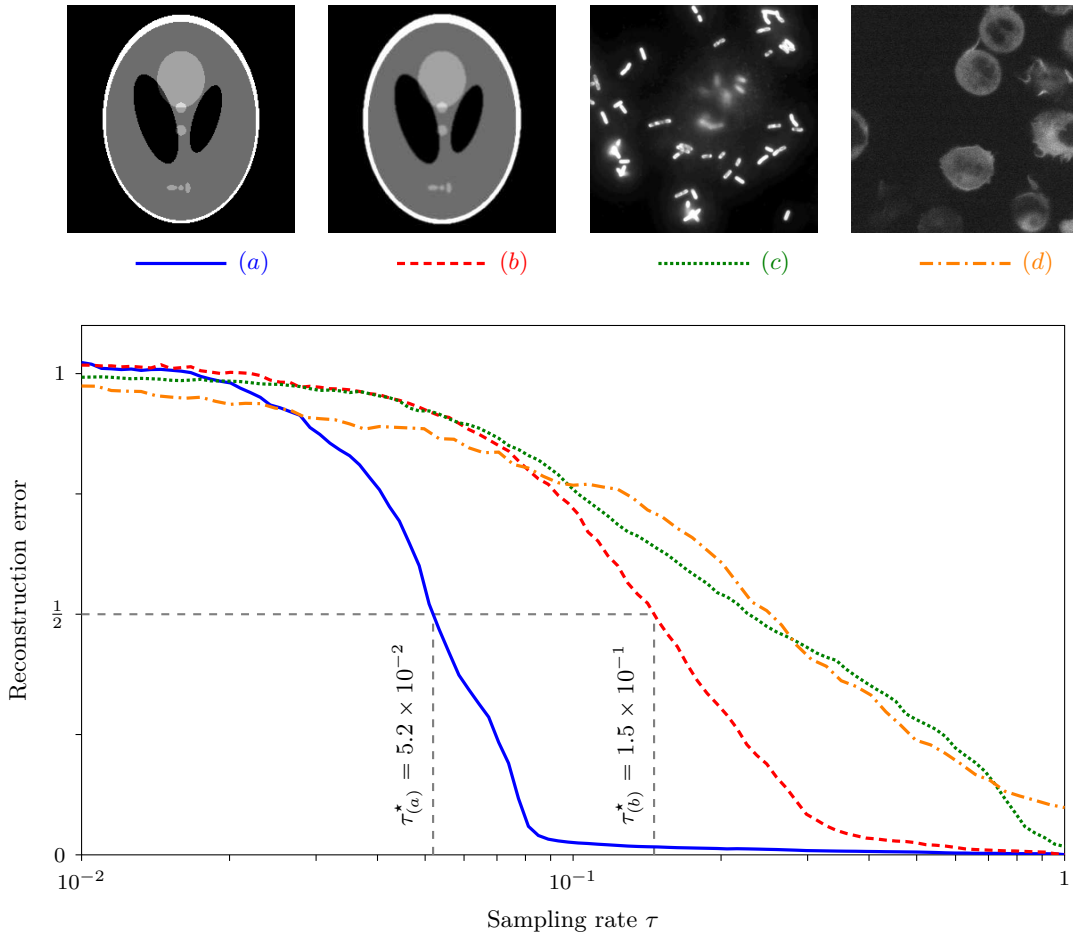 (a) (b) (c) (d)
Reconstruction error
1
1/2
0
τ*(a) = 5.2 × 10⁻²
τ*(b) = 1.5 × 10⁻¹
10⁻² 10⁻¹ 1
Sampling rate τ